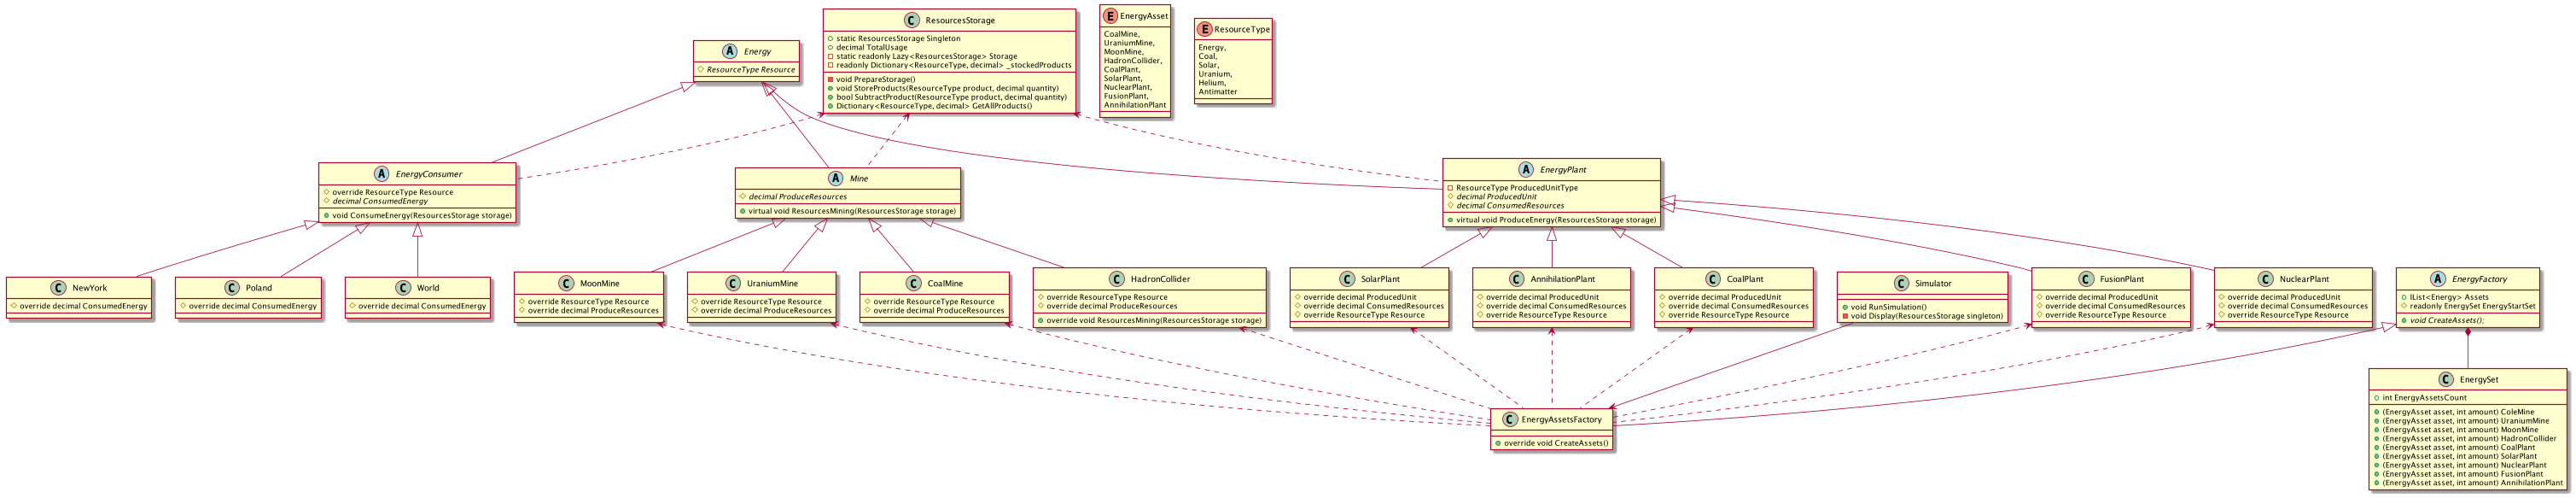 C ResourcesStorage
static ResourcesStorage Singleton
decimal TotalUsage
static readonly Lazy<ResourcesStorage> Storage
readonly Dictionary<ResourceType, decimal> _stockedProducts
void PrepareStorage()
void StoreProducts(ResourceType product, decimal quantity)
bool SubtractProduct(ResourceType product, decimal quantity)
Dictionary<ResourceType, decimal> GetAllProducts()
E EnergyAsset
CoalMine,
UraniumMine,
MoonMine,
HadronCollider,
CoalPlant,
SolarPlant,
NuclearPlant,
FusionPlant,
AnnihilationPlant
E ResourceType
Energy,
Coal,
Solar,
Uranium,
Helium,
Antimatter
A Energy
ResourceType Resource
A EnergyConsumer
override ResourceType Resource
decimal ConsumedEnergy
void ConsumeEnergy(ResourcesStorage storage)
A Mine
decimal ProduceResources
virtual void ResourcesMining(ResourcesStorage storage)
A EnergyPlant
ResourceType ProducedUnitType
decimal ProducedUnit
decimal ConsumedResources
virtual void ProduceEnergy(ResourcesStorage storage)
C NewYork
override decimal ConsumedEnergy
C Poland
override decimal ConsumedEnergy
C World
override decimal ConsumedEnergy
C MoonMine
override ResourceType Resource
override decimal ProduceResources
C UraniumMine
override ResourceType Resource
override decimal ProduceResources
C CoalMine
override ResourceType Resource
override decimal ProduceResources
C HadronCollider
override ResourceType Resource
override decimal ProduceResources
override void ResourcesMining(ResourcesStorage storage)
C SolarPlant
override decimal ProducedUnit
override decimal ConsumedResources
override ResourceType Resource
C AnnihilationPlant
override decimal ProducedUnit
override decimal ConsumedResources
override ResourceType Resource
C CoalPlant
override decimal ProducedUnit
override decimal ConsumedResources
override ResourceType Resource
C Simulator
void RunSimulation()
void Display(ResourcesStorage singleton)
C FusionPlant
override decimal ProducedUnit
override decimal ConsumedResources
override ResourceType Resource
C NuclearPlant
override decimal ProducedUnit
override decimal ConsumedResources
override ResourceType Resource
A EnergyFactory
IList<Energy> Assets
readonly EnergySet EnergyStartSet
void CreateAssets();
C EnergyAssetsFactory
override void CreateAssets()
C EnergySet
int EnergyAssetsCount
(EnergyAsset asset, int amount) ColeMine
(EnergyAsset asset, int amount) UraniumMine
(EnergyAsset asset, int amount) MoonMine
(EnergyAsset asset, int amount) HadronCollider
(EnergyAsset asset, int amount) CoalPlant
(EnergyAsset asset, int amount) SolarPlant
(EnergyAsset asset, int amount) NuclearPlant
(EnergyAsset asset, int amount) FusionPlant
(EnergyAsset asset, int amount) AnnihilationPlant